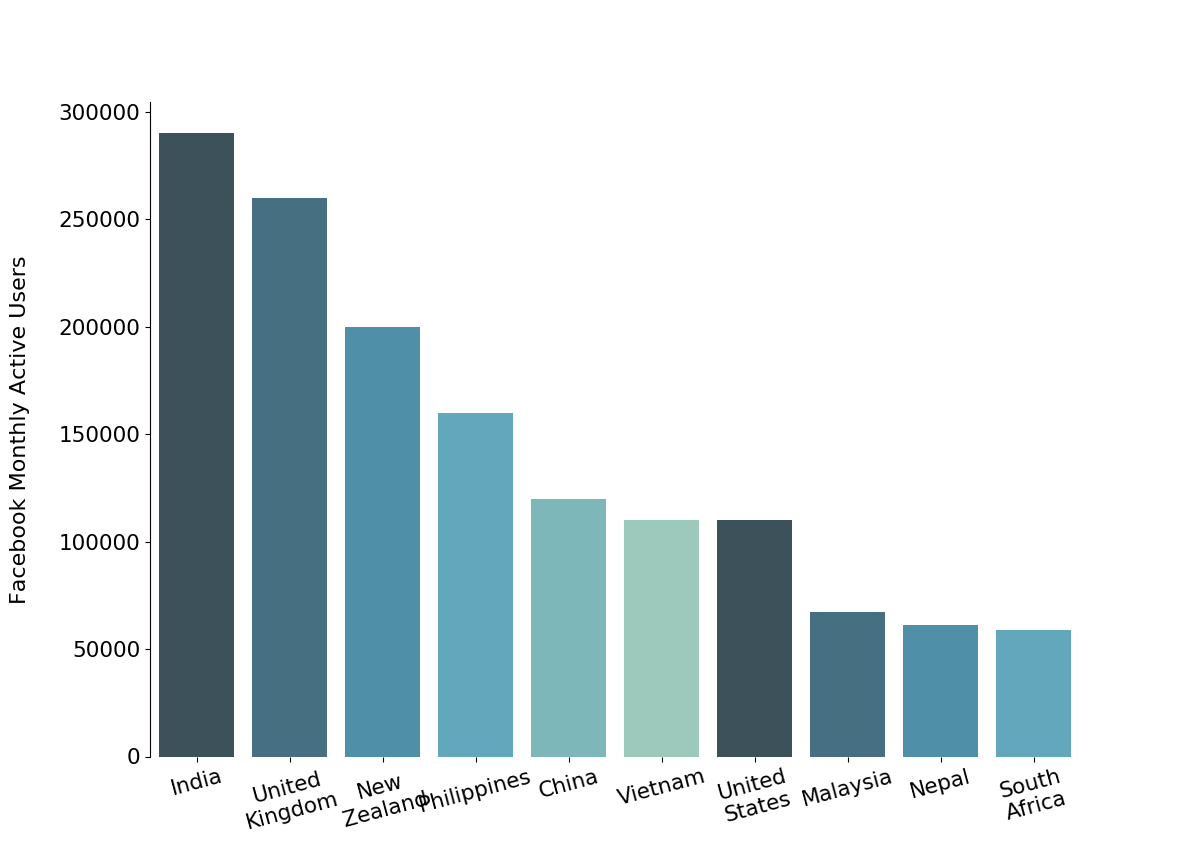 Facebook Monthly Active Users
300000
250000
200000
150000
100000
50000
0
India
United
Kingdom
New
Zealand
Philippines
China
Vietnam
United
States
Malaysia
Nepal
South
Africa